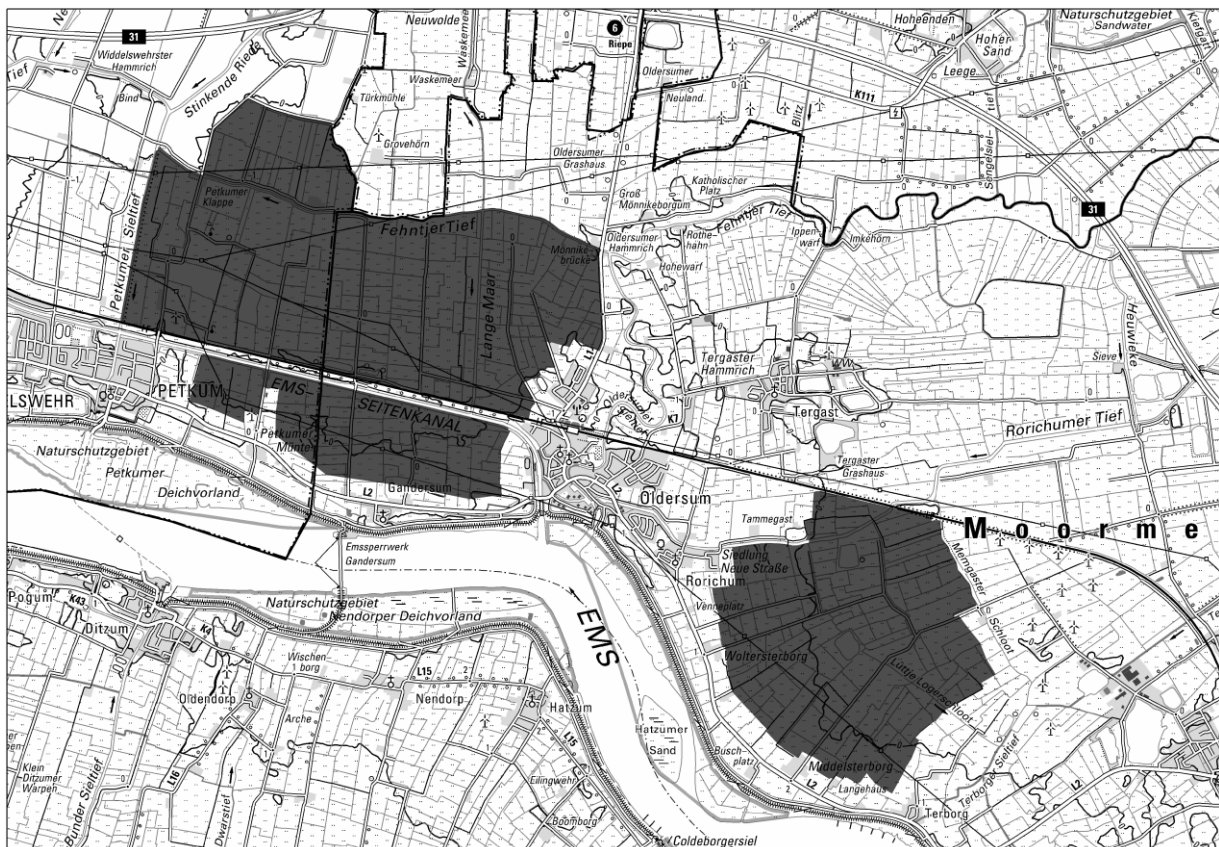 31
Widdelswehrster
Hammrich
Tief
Bind
Stinkende Riede
Neuwolde
Waskemeer
Waskemeer
Türkmühle
Grovehörn
6
Riepe
Oldersumer
Neuland
Oldersumer
Grashaus
K111
Blitz
Hoheenden
Hoher
Sand
Leege
Naturschutzgebiet
Sandwater
Sengelsiel
Tief
31
Petkumer Sieltief
Petkumer
Klappe
Fehntjer Tief
Lange Maar
Mönnike-
brücke
Groß
Mönnikeborgum
Katholischer
Platz
Oldersumer
Hammrich
Rothe-
hahn
Hohewarf
Fehntjer Tief
Ippen-
warf
Imkehörn
Heuwieke
Sieve
Tergaster
Hammrich
Tergast
Rorichumer Tief
Tergaster
Grashaus
L1
K7
LSWEHR
PETKUM
EMS-
SEITENKANAL
Petkumer
Münte
Gandersum
L2
L2
Oldersum
Naturschutzgebiet
Petkumer
Deichvorland
Emssperrwerk
Gandersum
Naturschutzgebiet
Nendorper Deichvorland
EMS
Tammegast
Siedlung
Neue Straße
Rorichum
Venneplatz
Moorme
Memgaster
Schloot
Woltersterborg
Lüttje Logerschloot
Middelsterborg
Langehaus
L2
Terborg
Terborger Sieltief
L2
Pogum
K43
Ditzum
K4
Wischen-
borg
L15
Nendorp
Hatzum
L15
Oldendorp
Arche
L16
Dwarstief
Klein
Ditzumer
Warpen
Bunder Sieltief
Hatzumer
Sand
Busch-
platz
Eilingwehr
Boomborg
Coldeborgersiel